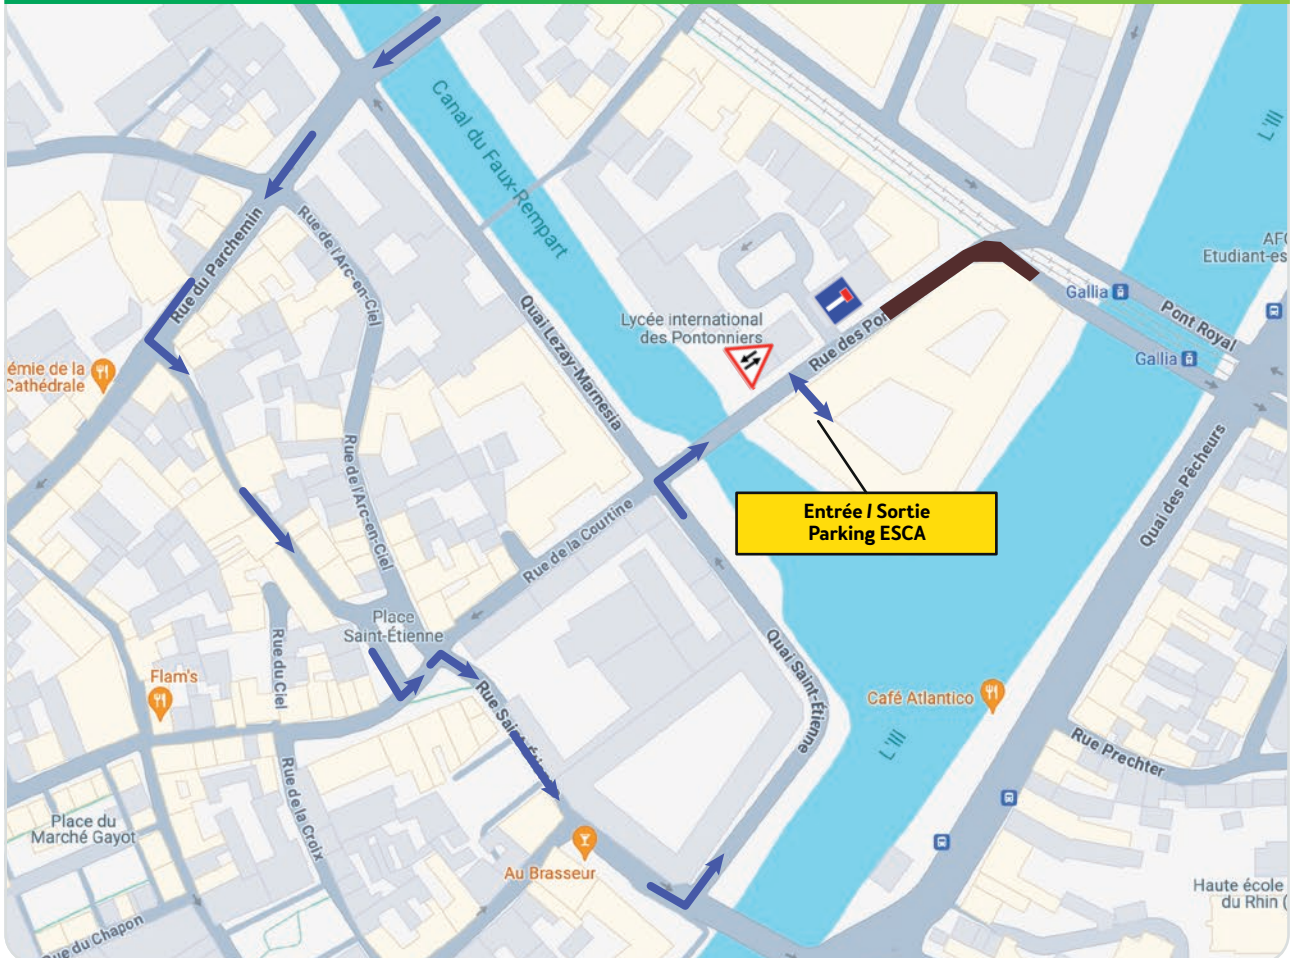 Canal du Faux-Rempart
L'Ill
Rue du Parchemin
Rue de l'Arc-en-Ciel
AF
Etudiant-es
Gallia
Pont Royal
Quai Lezay-Marnesia
Lycée international
des Pontonniers
Rue des Po
Gallia
émie de la
Cathédrale
Rue de l'Arc-en-Ciel
Quai des Pêcheurs
Entrée / Sortie
Parking ESCA
Rue de la Courtine
Place
Saint-Étienne
Rue du Ciel
Quai Saint-Étienne
Flam's
Rue Sa
Café Atlantico
L'Ill
Rue Prechter
Rue de la Croix
Place du
Marché Gayot
Au Brasseur
Haute école
du Rhin (
Rue du Chapon